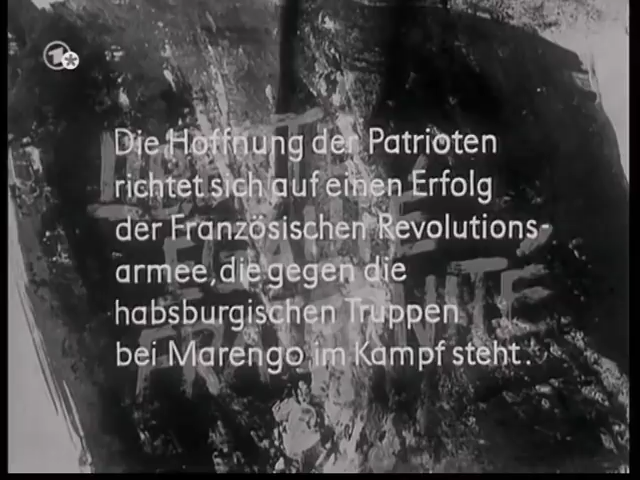 Die Hoffnung der Patrioten
richtet sich auf einen Erfolg
der Französischen Revolutions-
armee, die gegen die
habsburgischen Truppen
bei Marengo im Kampf steht.